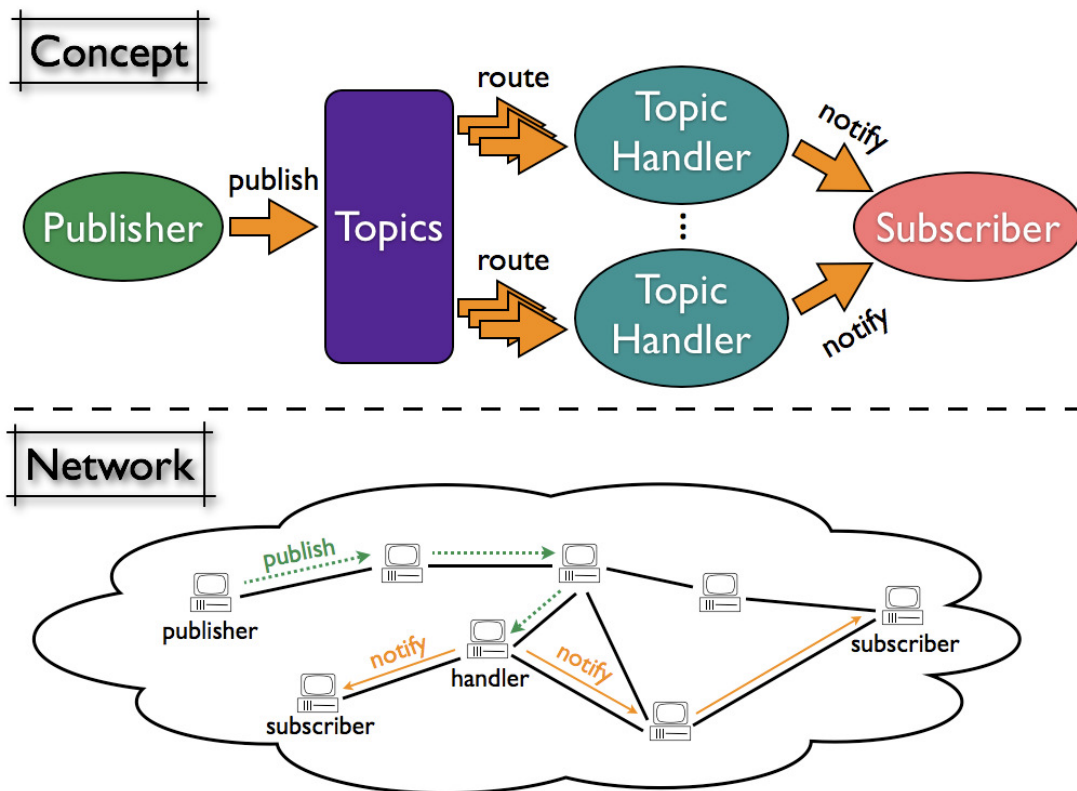 Concept
route
Topic
Handler
notify
publish
Publisher
Topics
Subscriber
route
Topic
Handler
notify
Network
publish
publisher
subscriber
notify
notify
handler
subscriber